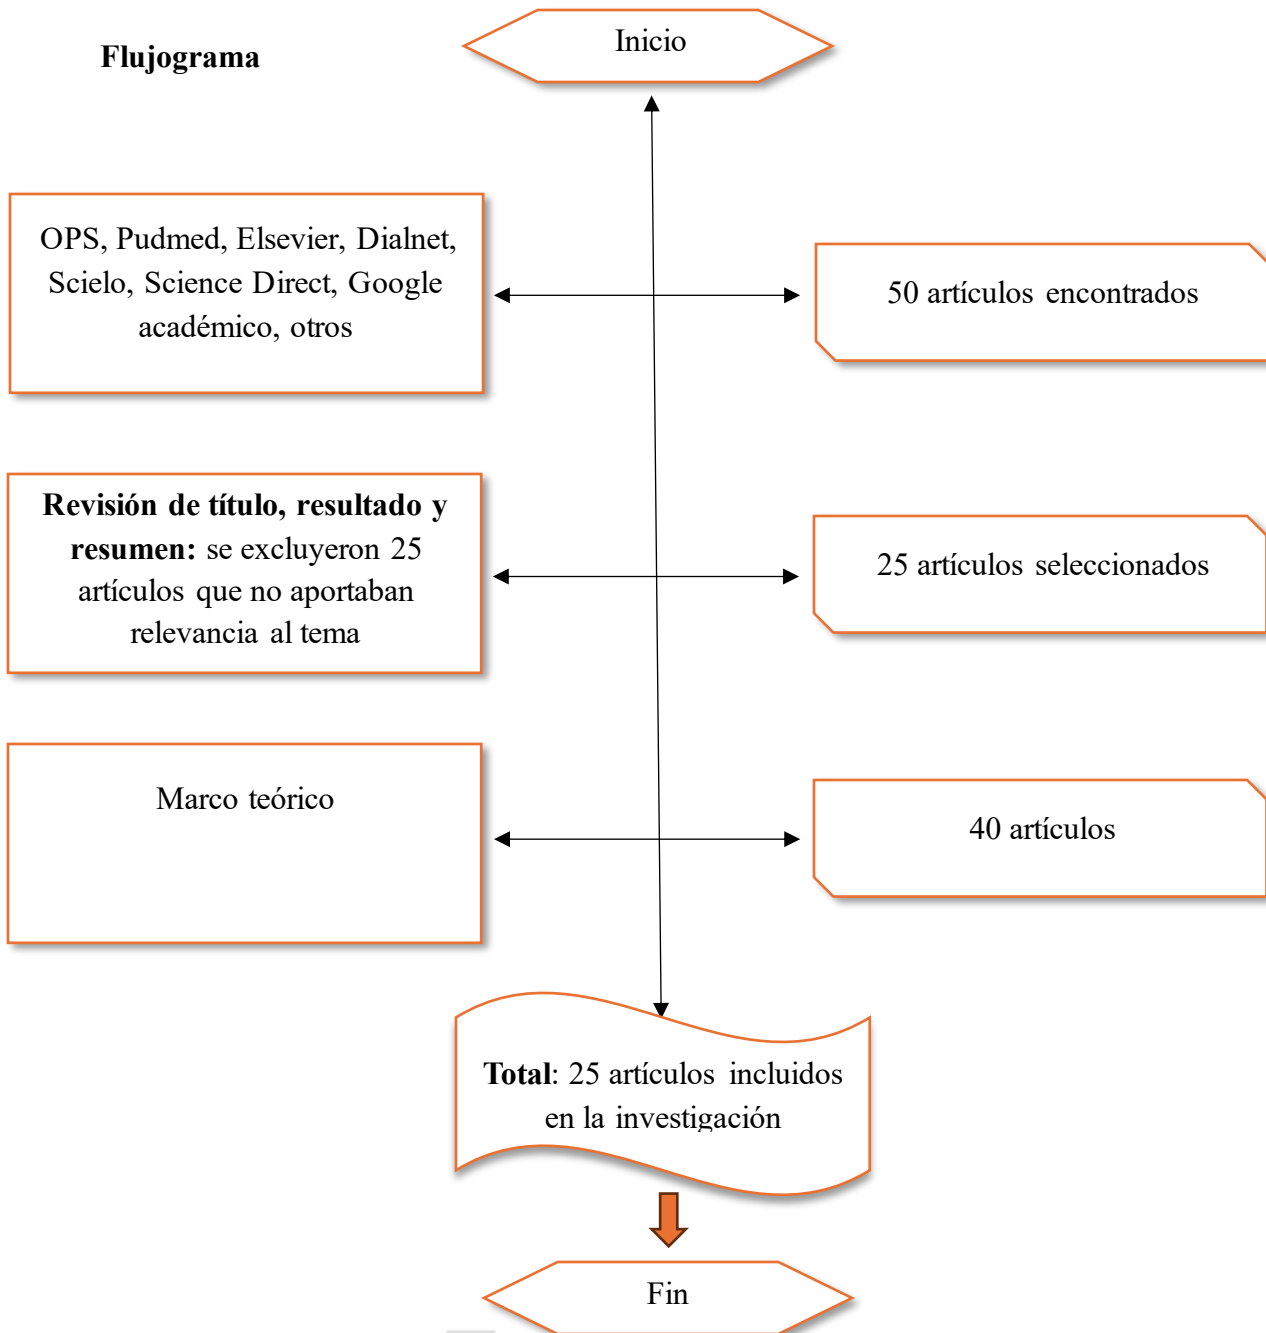 Flujograma
Inicio
OPS, Pudmed, Elsevier, Dialnet,
Scielo, Science Direct, Google
académico, otros
50 artículos encontrados
Revisión de título, resultado y
resumen: se excluyeron 25
artículos que no aportaban
relevancia al tema
25 artículos seleccionados
Marco teórico
40 artículos
Total: 25 artículos incluidos
en la investigación
Fin